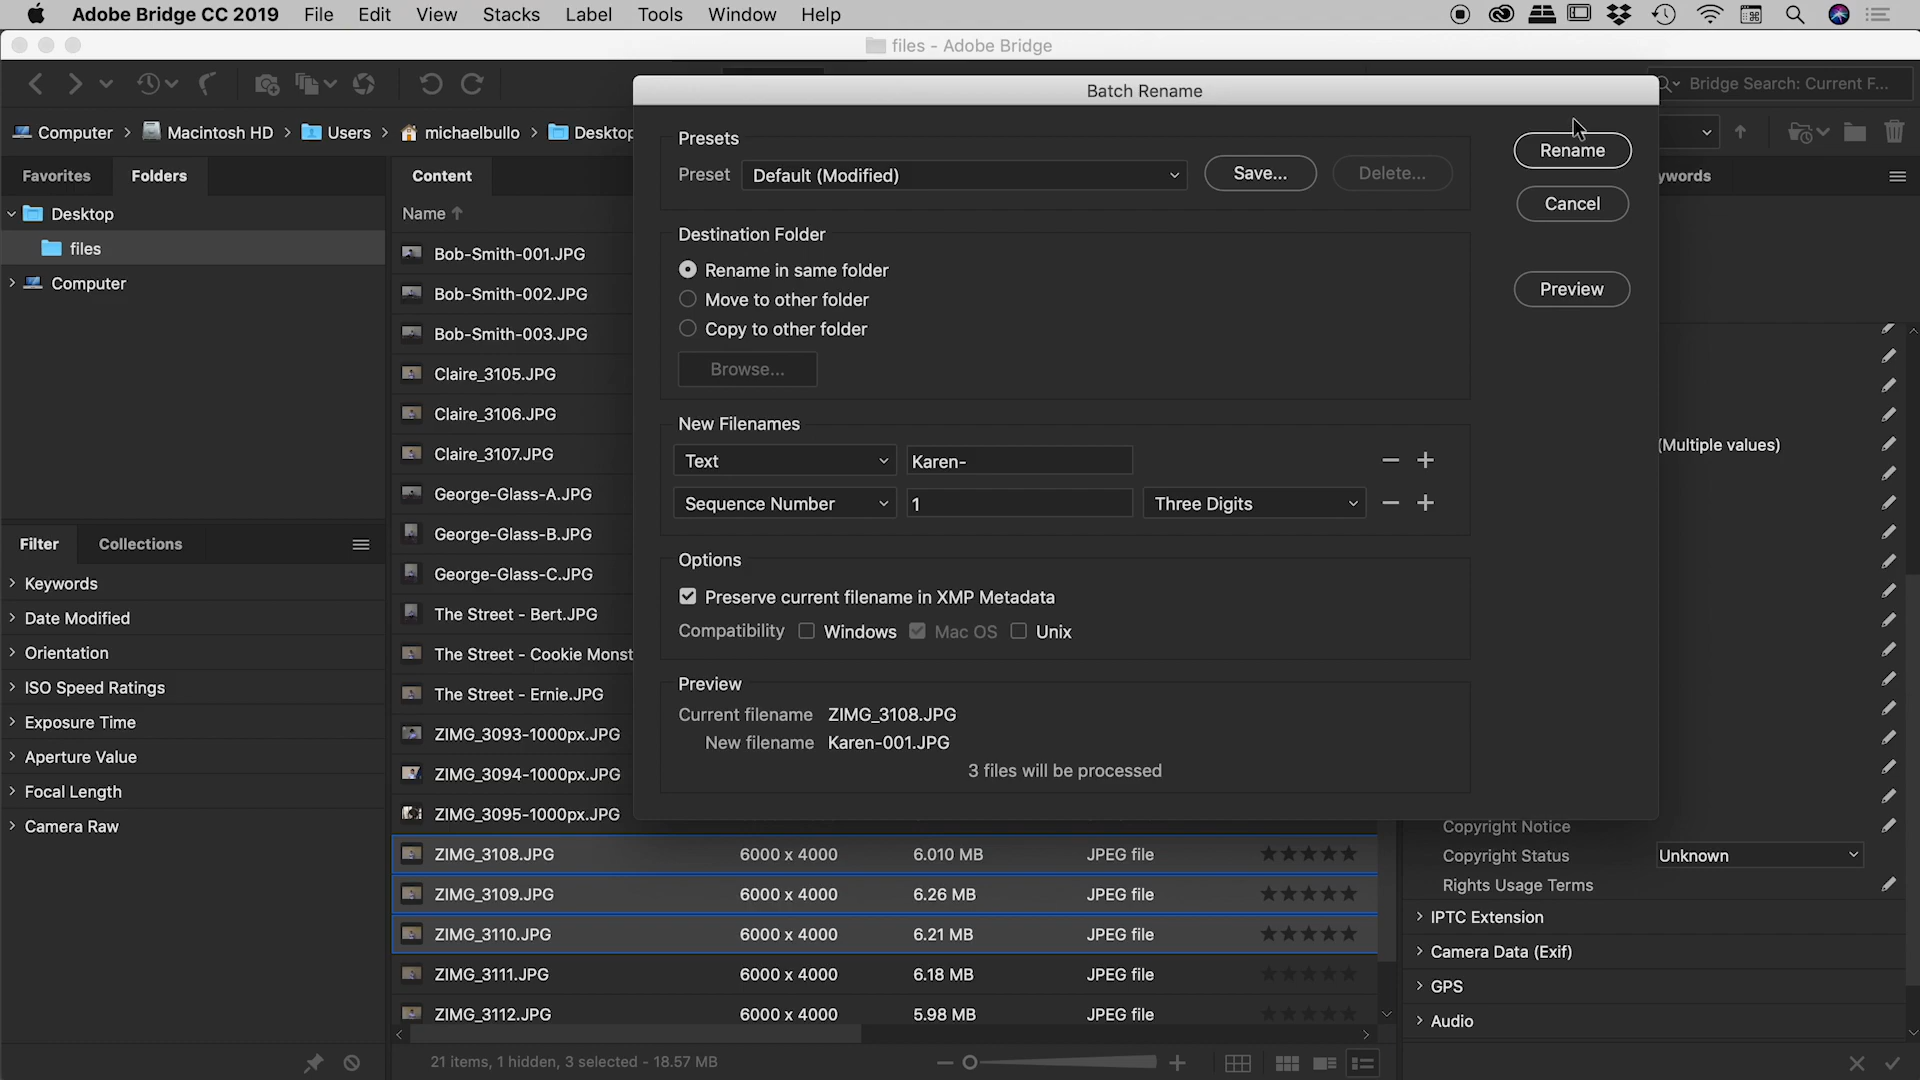 Adobe Bridge CC 2019 File Edit View Stacks Label Tools Window Help
files - Adobe Bridge
Bridge Search: Current F...
Computer > Macintosh HD > Users > michaelbullo > Desktop
Favorites Folders
Desktop
files
Computer
Filter Collections
Keywords
Date Modified
Orientation
ISO Speed Ratings
Exposure Time
Aperture Value
Focal Length
Camera Raw
Content
Name
Bob-Smith-001.JPG
Bob-Smith-002.JPG
Bob-Smith-003.JPG
Claire_3105.JPG
Claire_3106.JPG
Claire_3107.JPG
George-Glass-A.JPG
George-Glass-B.JPG
George-Glass-C.JPG
The Street - Bert.JPG
The Street - Cookie Monst
The Street - Ernie.JPG
ZIMG_3093-1000px.JPG
ZIMG_3094-1000px.JPG
ZIMG_3095-1000px.JPG
ZIMG_3108.JPG 6000 x 4000 6.010 MB JPEG file
ZIMG_3109.JPG 6000 x 4000 6.26 MB JPEG file
ZIMG_3110.JPG 6000 x 4000 6.21 MB JPEG file
ZIMG_3111.JPG 6000 x 4000 6.18 MB JPEG file
ZIMG_3112.JPG 6000 x 4000 5.98 MB JPEG file
21 items, 1 hidden, 3 selected - 18.57 MB
Batch Rename
Presets
Preset Default (Modified) Save... Delete...
Rename
Cancel
Preview
Destination Folder
Rename in same folder
Move to other folder
Copy to other folder
Browse...
New Filenames
Text Karen-
Sequence Number 1 Three Digits
Options
Preserve current filename in XMP Metadata
Compatibility Windows Mac OS Unix
Preview
Current filename ZIMG_3108.JPG
New filename Karen-001.JPG
3 files will be processed
ywords
(Multiple values)
Copyright Notice
Copyright Status Unknown
Rights Usage Terms
IPTC Extension
Camera Data (Exif)
GPS
Audio